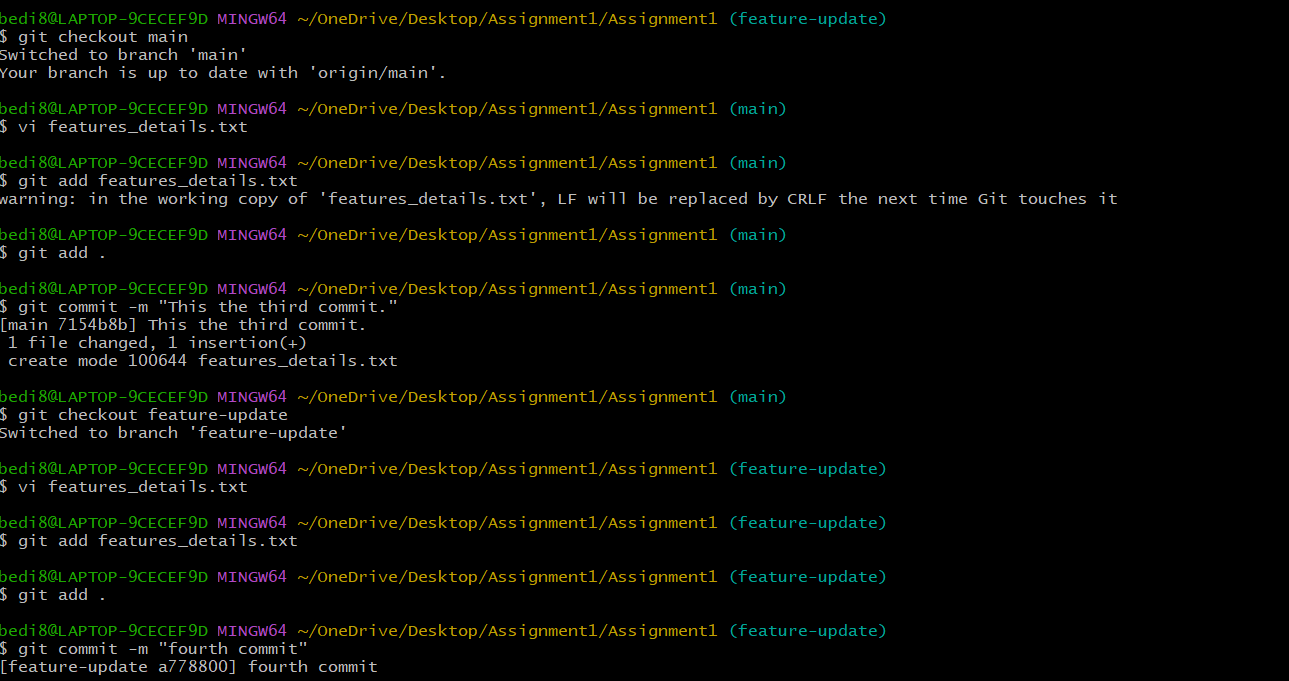 bedi8@LAPTOP-9CECEF9D MINGW64 ~/OneDrive/Desktop/Assignment1/Assignment1 (feature-update)
$ git checkout main
Switched to branch 'main'
Your branch is up to date with 'origin/main'.
bedi8@LAPTOP-9CECEF9D MINGW64 ~/OneDrive/Desktop/Assignment1/Assignment1 (main)
$ vi features_details.txt
bedi8@LAPTOP-9CECEF9D MINGW64 ~/OneDrive/Desktop/Assignment1/Assignment1 (main)
$ git add features_details.txt
warning: in the working copy of 'features_details.txt', LF will be replaced by CRLF the next time Git touches it
bedi8@LAPTOP-9CECEF9D MINGW64 ~/OneDrive/Desktop/Assignment1/Assignment1 (main)
$ git add .
bedi8@LAPTOP-9CECEF9D MINGW64 ~/OneDrive/Desktop/Assignment1/Assignment1 (main)
$ git commit -m "This the third commit."
[main 7154b8b] This the third commit.
1 file changed, 1 insertion(+)
create mode 100644 features_details.txt
bedi8@LAPTOP-9CECEF9D MINGW64 ~/OneDrive/Desktop/Assignment1/Assignment1 (main)
$ git checkout feature-update
Switched to branch 'feature-update'
bedi8@LAPTOP-9CECEF9D MINGW64 ~/OneDrive/Desktop/Assignment1/Assignment1 (feature-update)
$ vi features_details.txt
bedi8@LAPTOP-9CECEF9D MINGW64 ~/OneDrive/Desktop/Assignment1/Assignment1 (feature-update)
$ git add features_details.txt
bedi8@LAPTOP-9CECEF9D MINGW64 ~/OneDrive/Desktop/Assignment1/Assignment1 (feature-update)
$ git add .
bedi8@LAPTOP-9CECEF9D MINGW64 ~/OneDrive/Desktop/Assignment1/Assignment1 (feature-update)
$ git commit -m "fourth commit"
[feature-update a778800] fourth commit